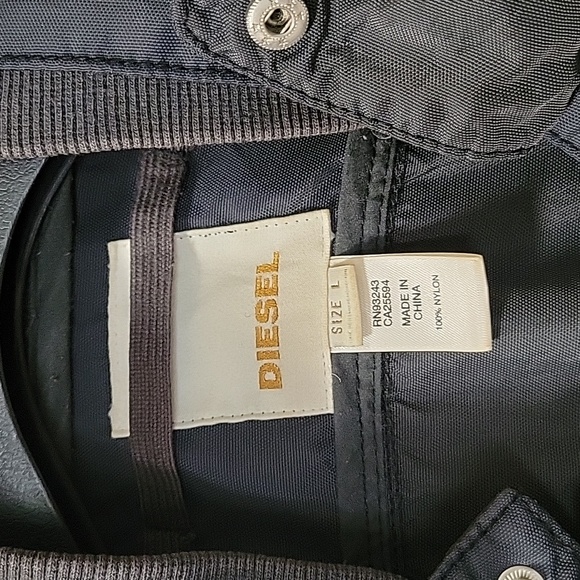 DIESEL
SIZE L
RN93243
CA25594
MADE IN
CHINA
100% NYLON